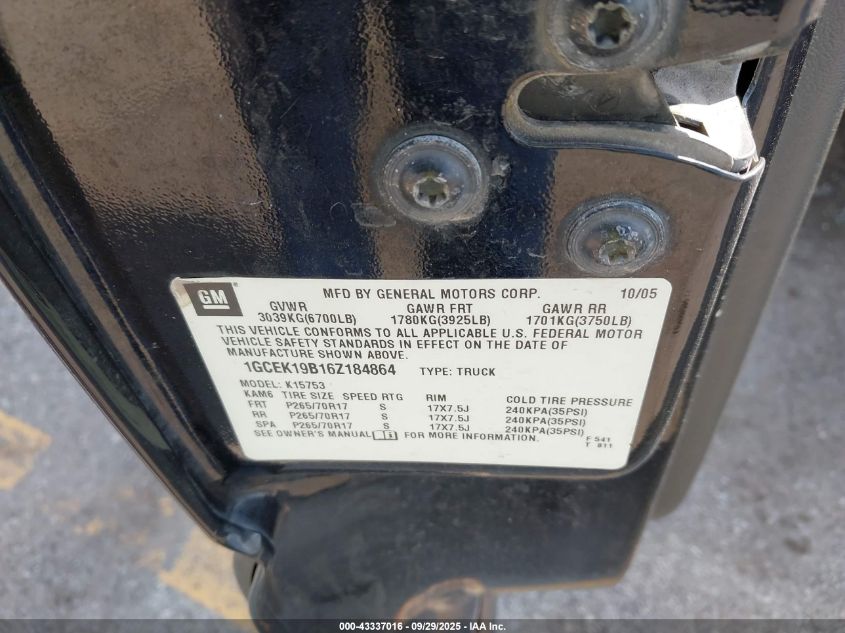 GM
MFD BY GENERAL MOTORS CORP. 10/05
GVWR GAWR FRT GAWR RR
3039KG(6700LB) 1780KG(3925LB) 1701KG(3750LB)
THIS VEHICLE CONFORMS TO ALL APPLICABLE U.S. FEDERAL MOTOR
VEHICLE SAFETY STANDARDS IN EFFECT ON THE DATE OF
MANUFACTURE SHOWN ABOVE.
1GCEK19B16Z184864 TYPE: TRUCK
MODEL: K15753
KAM6 TIRE SIZE SPEED RTG RIM COLD TIRE PRESSURE
FRT P265/70R17 S 17X7.5J 240KPA(35PSI)
RR P265/70R17 S 17X7.5J 240KPA(35PSI)
SPA P265/70R17 S 17X7.5J 240KPA(35PSI)
SEE OWNER'S MANUAL FOR MORE INFORMATION. F 541
T 811
000-43337016 - 09/29/2025 - IAA, Inc.